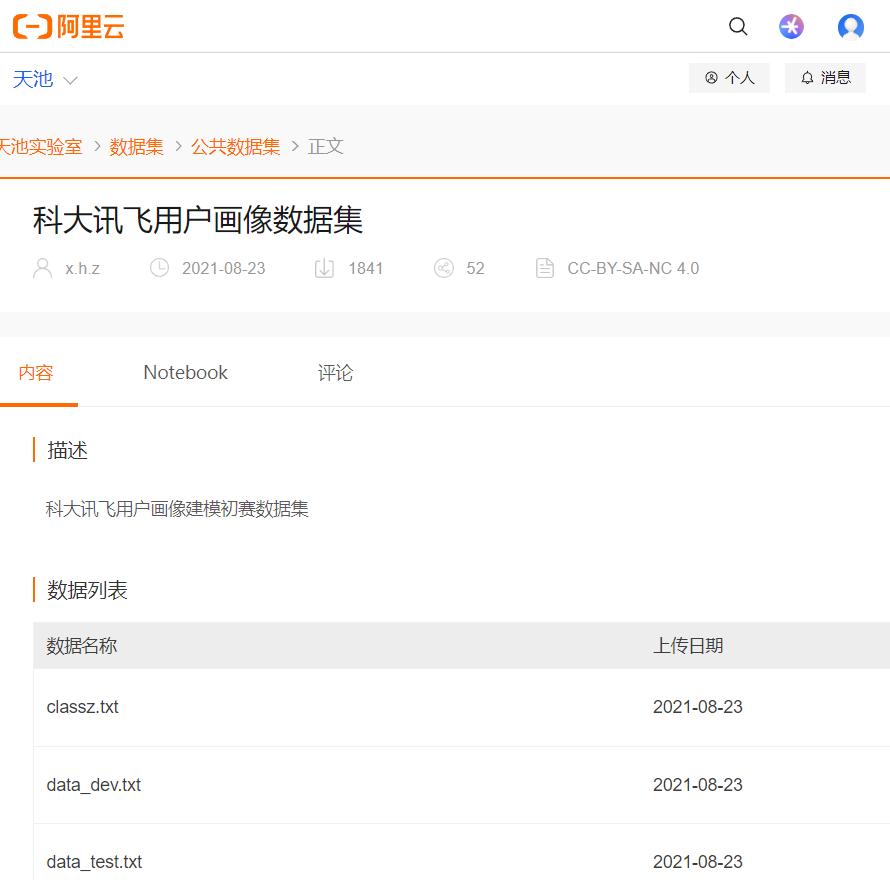 阿里云
天池
个人 消息
天池实验室 > 数据集 > 公共数据集 > 正文
科大讯飞用户画像数据集
x.h.z 2021-08-23 1841 52 CC-BY-SA-NC 4.0
内容 Notebook 评论
描述
科大讯飞用户画像建模初赛数据集
数据列表
数据名称 上传日期
classz.txt 2021-08-23
data_dev.txt 2021-08-23
data_test.txt 2021-08-23